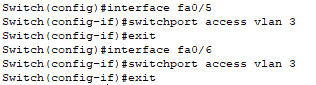 Switch(config)#interface fa0/5
Switch(config-if)#switchport access vlan 3
Switch(config-if)#exit
Switch(config)#interface fa0/6
Switch(config-if)#switchport access vlan 3
Switch(config-if)#exit